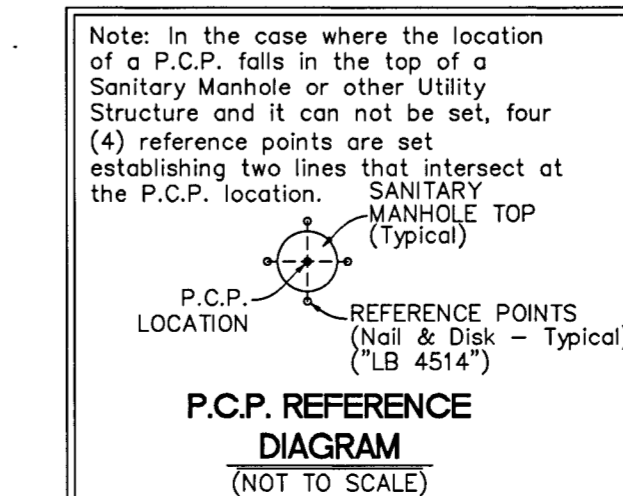 Note: In the case where the location
of a P.C.P. falls in the top of a
Sanitary Manhole or other Utility
Structure and it can not be set, four
(4) reference points are set
establishing two lines that intersect at
the P.C.P. location.
SANITARY
MANHOLE TOP
(Typical)
P.C.P.
LOCATION
REFERENCE POINTS
(Nail & Disk – Typical)
("LB 4514")
P.C.P. REFERENCE
DIAGRAM
(NOT TO SCALE)